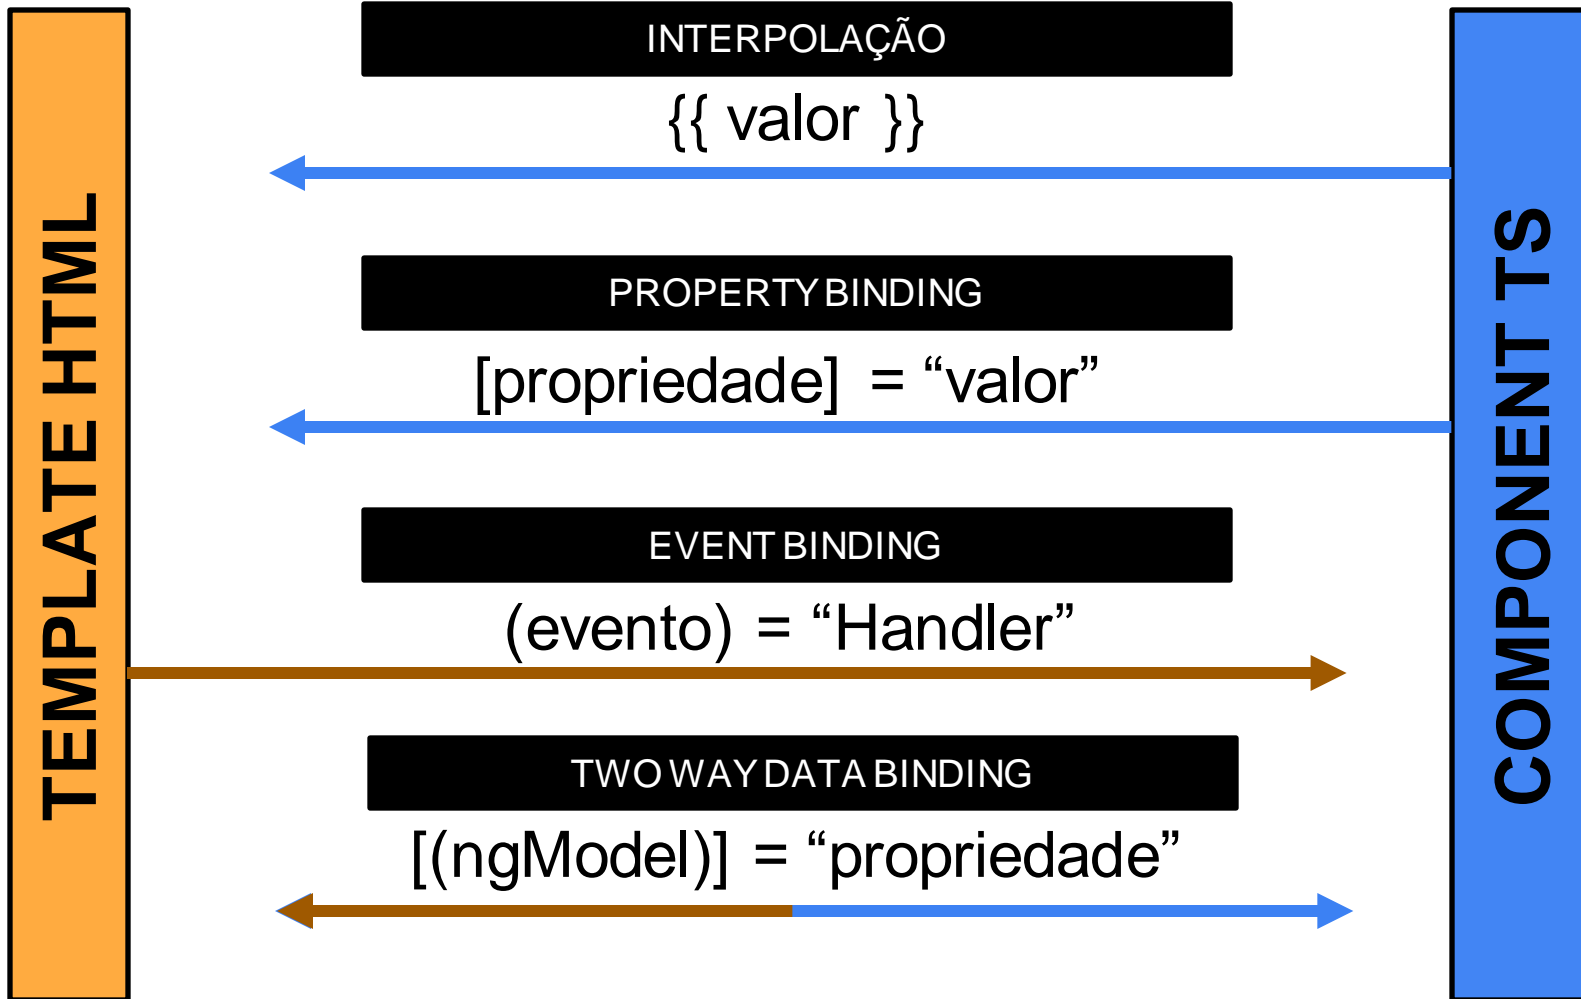 TEMPLATE HTML
INTERPOLAÇÃO
{{ valor }}
PROPERTY BINDING
[propriedade] = “valor”
EVENT BINDING
(evento) = “Handler”
TWO WAY DATA BINDING
[(ngModel)] = “propriedade”
COMPONENT TS